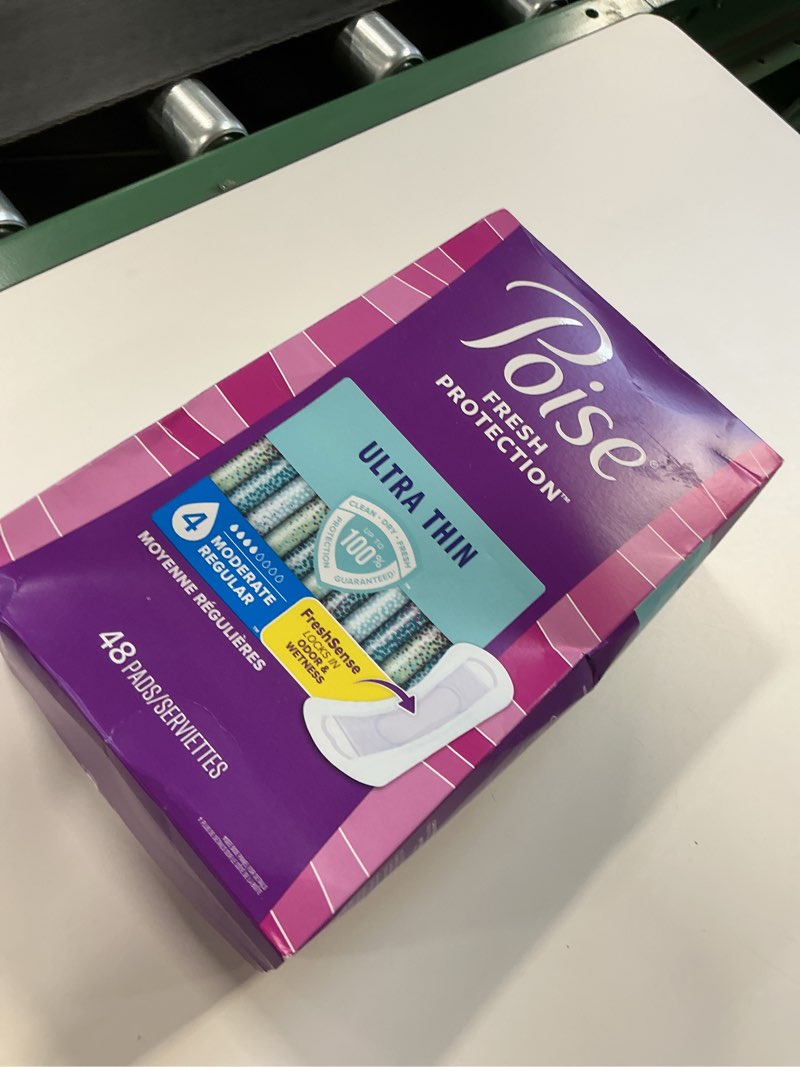 Poise®
FRESH
PROTECTION™
ULTRA THIN
CLEAN • DRY • FRESH
UP TO
100%
PROTECTION
GUARANTEED
4
MODERATE
REGULAR
MOYENNE RÉGULIÈRES
FreshSense™
LOCKS IN
ODOR &
WETNESS
48 PADS/SERVIETTES